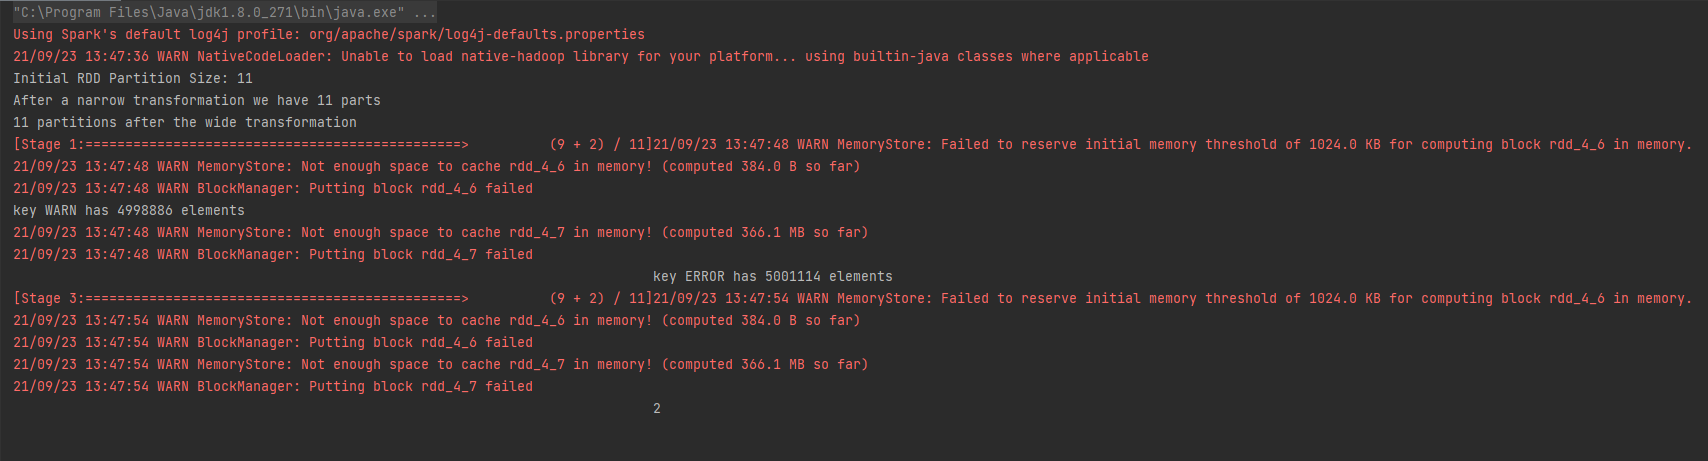 "C:\Program Files\Java\jdk1.8.0_271\bin\java.exe" ...
Using Spark's default log4j profile: org/apache/spark/log4j-defaults.properties
21/09/23 13:47:36 WARN NativeCodeLoader: Unable to load native-hadoop library for your platform... using builtin-java classes where applicable
Initial RDD Partition Size: 11
After a narrow transformation we have 11 parts
11 partitions after the wide transformation
[Stage 1:===============================================>          (9 + 2) / 11]21/09/23 13:47:48 WARN MemoryStore: Failed to reserve initial memory threshold of 1024.0 KB for computing block rdd_4_6 in memory.
21/09/23 13:47:48 WARN MemoryStore: Not enough space to cache rdd_4_6 in memory! (computed 384.0 B so far)
21/09/23 13:47:48 WARN BlockManager: Putting block rdd_4_6 failed
key WARN has 4998886 elements
21/09/23 13:47:48 WARN MemoryStore: Not enough space to cache rdd_4_7 in memory! (computed 366.1 MB so far)
21/09/23 13:47:48 WARN BlockManager: Putting block rdd_4_7 failed
key ERROR has 5001114 elements
[Stage 3:===============================================>          (9 + 2) / 11]21/09/23 13:47:54 WARN MemoryStore: Failed to reserve initial memory threshold of 1024.0 KB for computing block rdd_4_6 in memory.
21/09/23 13:47:54 WARN MemoryStore: Not enough space to cache rdd_4_6 in memory! (computed 384.0 B so far)
21/09/23 13:47:54 WARN BlockManager: Putting block rdd_4_6 failed
21/09/23 13:47:54 WARN MemoryStore: Not enough space to cache rdd_4_7 in memory! (computed 366.1 MB so far)
21/09/23 13:47:54 WARN BlockManager: Putting block rdd_4_7 failed
2